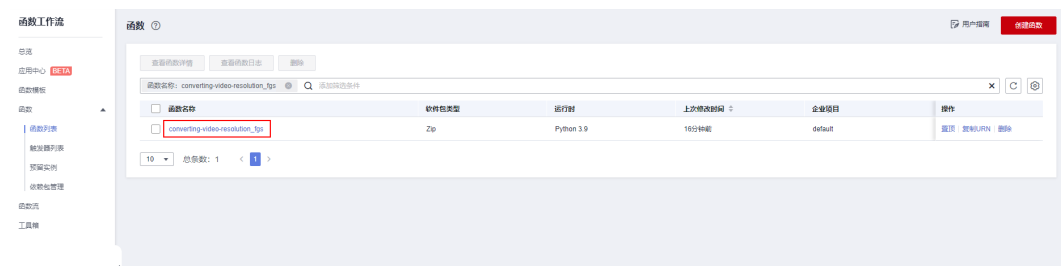 函数工作流
总览
应用中心 BETA
函数模板
函数
函数列表
触发器列表
预留实例
依赖包管理
函数流
工具箱
函数
用户指南
创建函数
查看函数详情 查看函数日志 删除
函数名称：converting-video-resolution_fgs 添加筛选条件
函数名称 软件包类型 运行时 上次修改时间 企业项目 操作
converting-video-resolution_fgs Zip Python 3.9 16分钟前 default 置顶 复制URN 删除
10 总条数：1 < 1 >